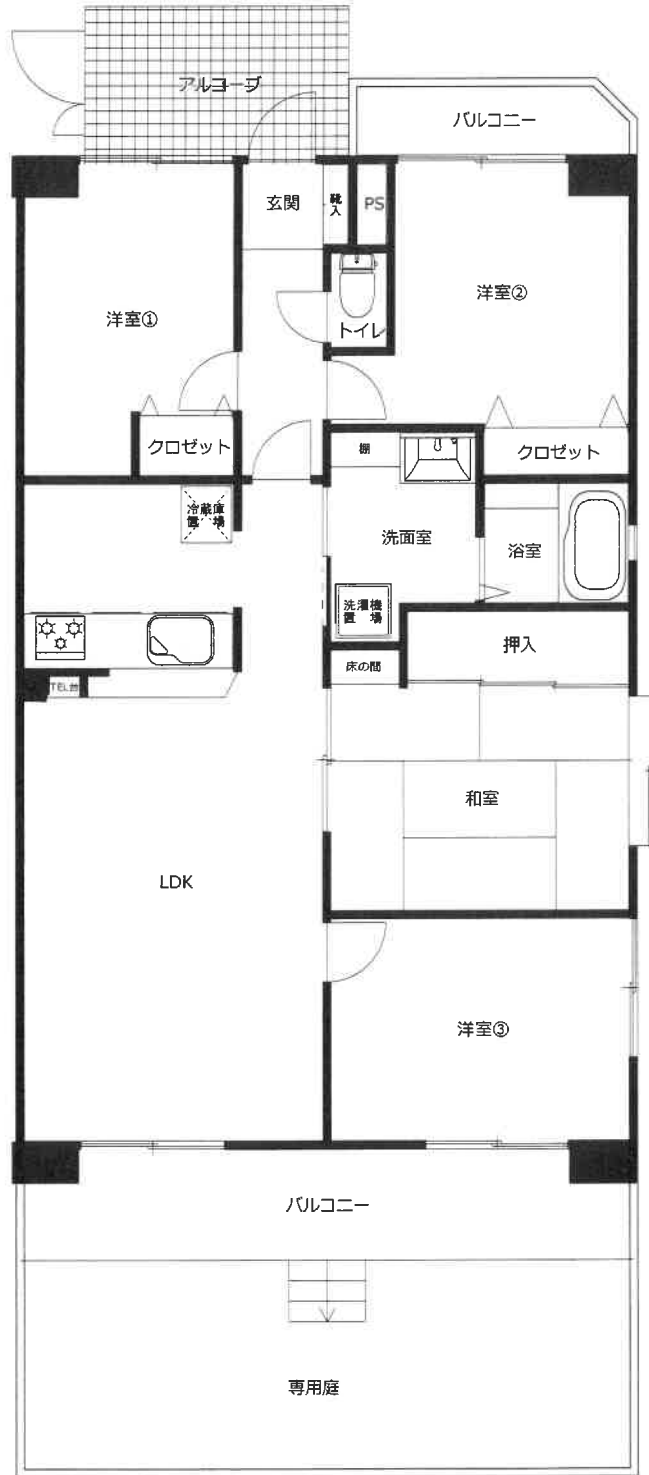 アルコーブ
バルコニー
玄関
靴入
PS
洋室①
洋室②
トイレ
クロゼット
クロゼット
棚
冷蔵庫
置場
洗面室
浴室
洗濯機
置場
押入
床の間
TEL台
和室
LDK
洋室③
バルコニー
専用庭